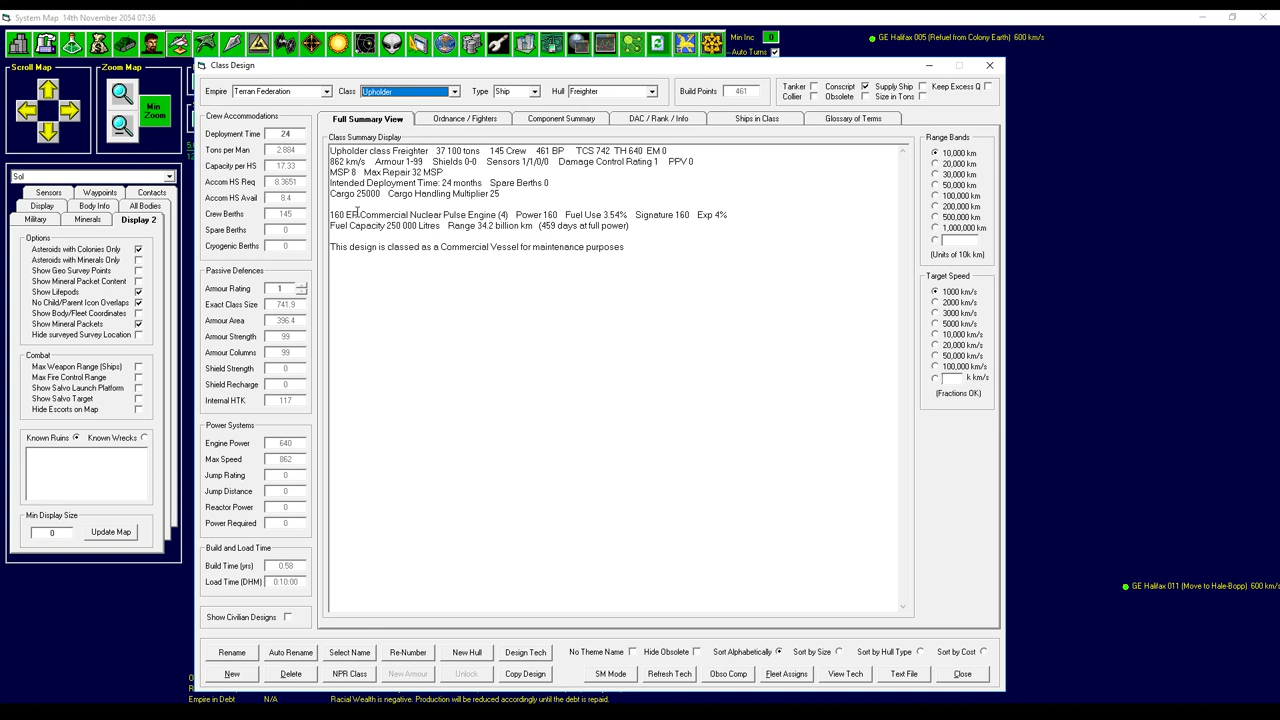 System Map   14th November 2054 07:36
Min Inc 0
Auto Turns
GE Halifax 005 (Refuel from Colony Earth)  600 km/s
Scroll Map
Zoom Map
Min Zoom
Sol
Sensors Waypoints Contacts
Display Body Info All Bodies
Military Minerals Display 2
Options
Asteroids with Colonies Only
Asteroids with Minerals Only
Show Geo Survey Points
Show Mineral Packet Content
Show Lifepods
No Child/Parent Icon Overlaps
Show Body/Fleet Coordinates
Show Mineral Packets
Hide surveyed Survey Location
Combat
Max Weapon Range (Ships)
Max Fire Control Range
Show Salvo Launch Platform
Show Salvo Target
Hide Escorts on Map
Known Ruins Known Wrecks
Min Display Size
0 Update Map
Class Design
Empire Terran Federation Class Upholder Type Ship Hull Freighter
Build Points 461
Tanker Conscript Supply Ship Keep Excess Q
Collier Obsolete Size in Tons
Crew Accommodations
Deployment Time 24
Tons per Man 2.884
Capacity per HS 17.33
Accom HS Req 8.3651
Accom HS Avail 8.4
Crew Berths 145
Spare Berths 0
Cryogenic Berths 0
Passive Defences
Armour Rating 1
Exact Class Size 741.9
Armour Area 396.4
Armour Strength 99
Armour Columns 99
Shield Strength 0
Shield Recharge 0
Internal HTK 117
Power Systems
Engine Power 640
Max Speed 862
Jump Rating 0
Jump Distance 0
Reactor Power 0
Power Required 0
Build and Load Time
Build Time (yrs) 0.58
Load Time (DHM) 0:10:00
Show Civilian Designs
Full Summary View Ordnance / Fighters Component Summary DAC / Rank / Info Ships in Class Glossary of Terms
Class Summary Display
Upholder class Freighter    37 100 tons    145 Crew    461 BP    TCS 742  TH 640  EM 0
862 km/s    Armour 1-99    Shields 0-0    Sensors 1/1/0/0    Damage Control Rating 1    PPV 0
MSP 8    Max Repair 32 MSP
Intended Deployment Time: 24 months    Spare Berths 0
Cargo 25000    Cargo Handling Multiplier 25
160 EP Commercial Nuclear Pulse Engine (4)    Power 160    Fuel Use 3.54%    Signature 160    Exp 4%
Fuel Capacity 250 000 Litres    Range 34.2 billion km   (459 days at full power)
This design is classed as a Commercial Vessel for maintenance purposes
Range Bands
10,000 km
20,000 km
30,000 km
50,000 km
100,000 km
200,000 km
500,000 km
1,000,000 km
(Units of 10k km)
Target Speed
1000 km/s
2000 km/s
3000 km/s
5000 km/s
10,000 km/s
20,000 km/s
50,000 km/s
100,000 km/s
k km/s
(Fractions OK)
GE Halifax 011 (Move to Hale-Bopp)  600 km/s
Rename Auto Rename Select Name Re-Number New Hull Design Tech
No Theme Name Hide Obsolete Sort Alphabetically Sort by Size Sort by Hull Type Sort by Cost
New Delete NPR Class New Armour Unlock Copy Design SM Mode Refresh Tech Obso Comp Fleet Assigns View Tech Text File Close
Empire in Debt N/A Racial Wealth is negative. Production will be reduced accordingly until the debt is repaid.